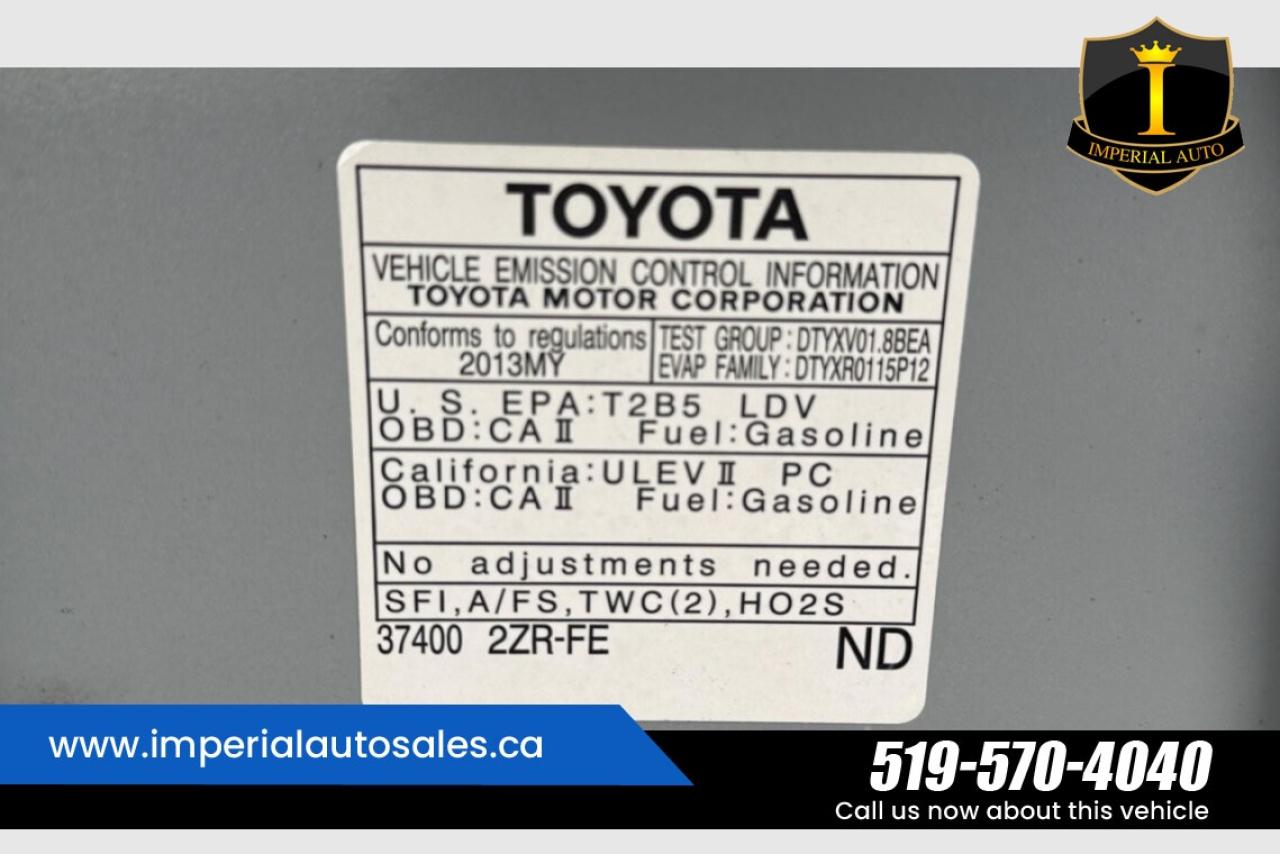 I
IMPERIAL AUTO
TOYOTA
VEHICLE EMISSION CONTROL INFORMATION
TOYOTA MOTOR CORPORATION
Conforms to regulations
2013MY
TEST GROUP : DTYXV01.8BEA
EVAP FAMILY : DTYXR0115P12
U. S. EPA:T2B5 LDV
OBD:CA Ⅱ Fuel:Gasoline
California:ULEV Ⅱ PC
OBD:CA Ⅱ Fuel:Gasoline
No adjustments needed.
SFI,A/FS,TWC(2),HO2S
37400 2ZR-FE ND
www.imperialautosales.ca
519-570-4040
Call us now about this vehicle